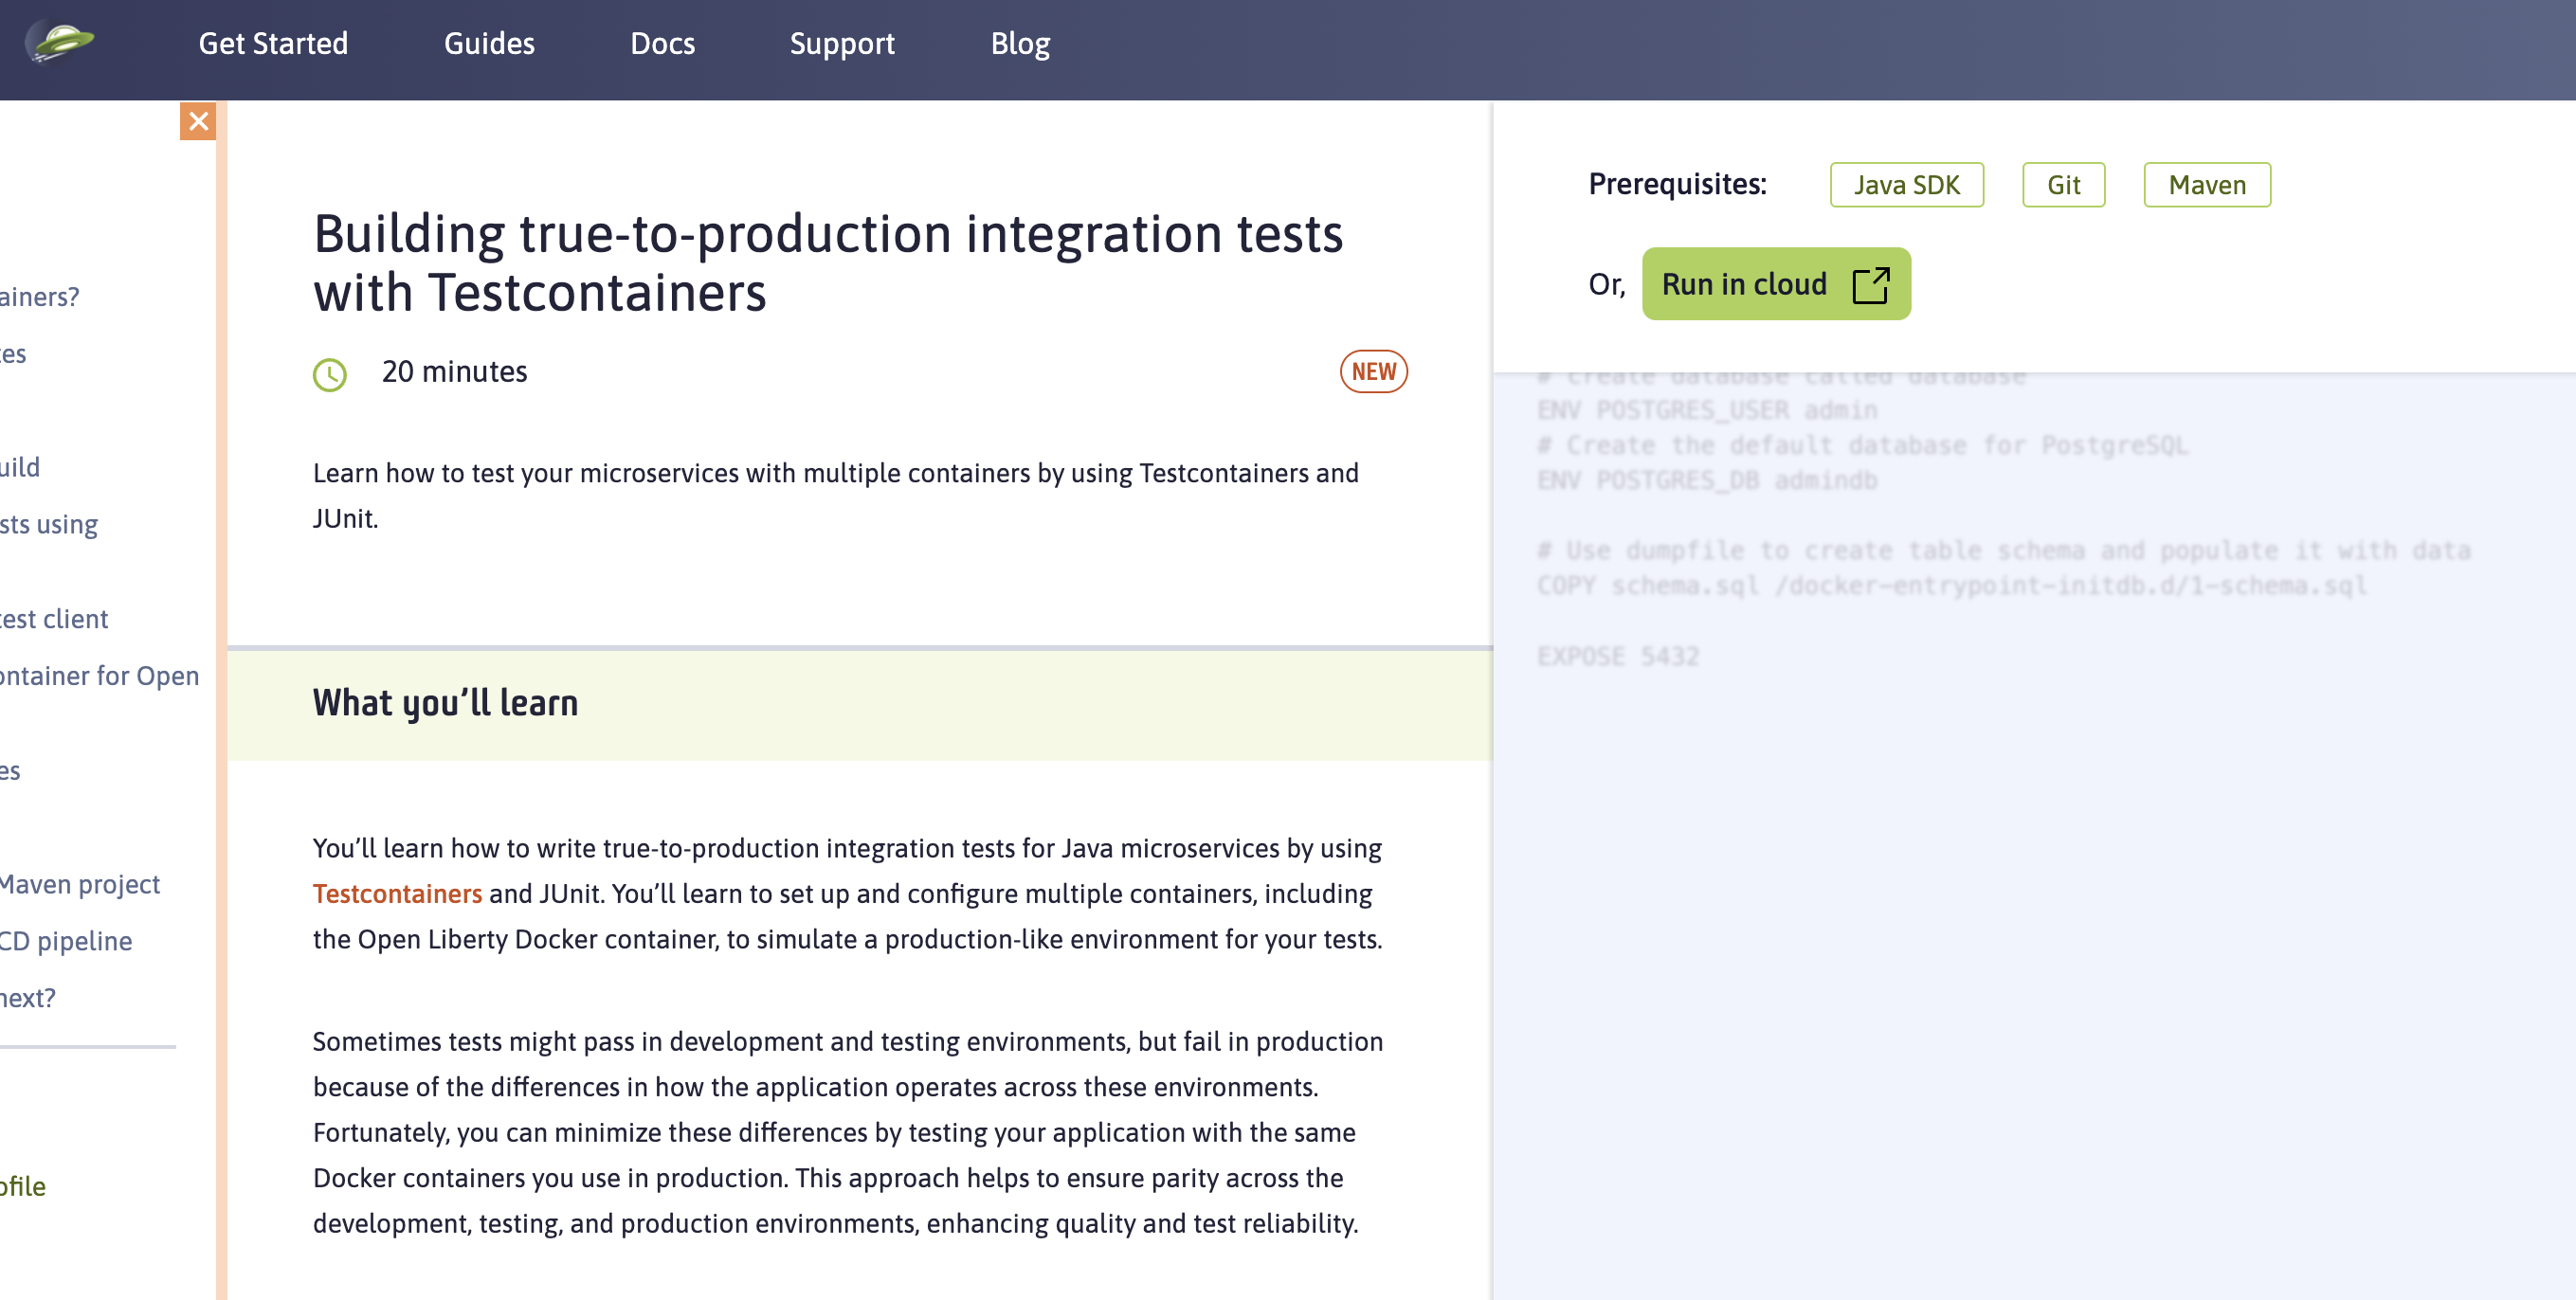 Get Started Guides Docs Support Blog
ainers?
es
uild
sts using
est client
ontainer for Open
es
Maven project
CD pipeline
next?
ofile
Building true-to-production integration tests
with Testcontainers
20 minutes NEW
Learn how to test your microservices with multiple containers by using Testcontainers and
JUnit.
What you’ll learn
You’ll learn how to write true-to-production integration tests for Java microservices by using
Testcontainers and JUnit. You’ll learn to set up and configure multiple containers, including
the Open Liberty Docker container, to simulate a production-like environment for your tests.
Sometimes tests might pass in development and testing environments, but fail in production
because of the differences in how the application operates across these environments.
Fortunately, you can minimize these differences by testing your application with the same
Docker containers you use in production. This approach helps to ensure parity across the
development, testing, and production environments, enhancing quality and test reliability.
Prerequisites: Java SDK Git Maven
Or, Run in cloud
# create database called database
ENV POSTGRES_USER admin
# Create the default database for PostgreSQL
ENV POSTGRES_DB admindb
# Use dumpfile to create table schema and populate it with data
COPY schema.sql /docker-entrypoint-initdb.d/1-schema.sql
EXPOSE 5432